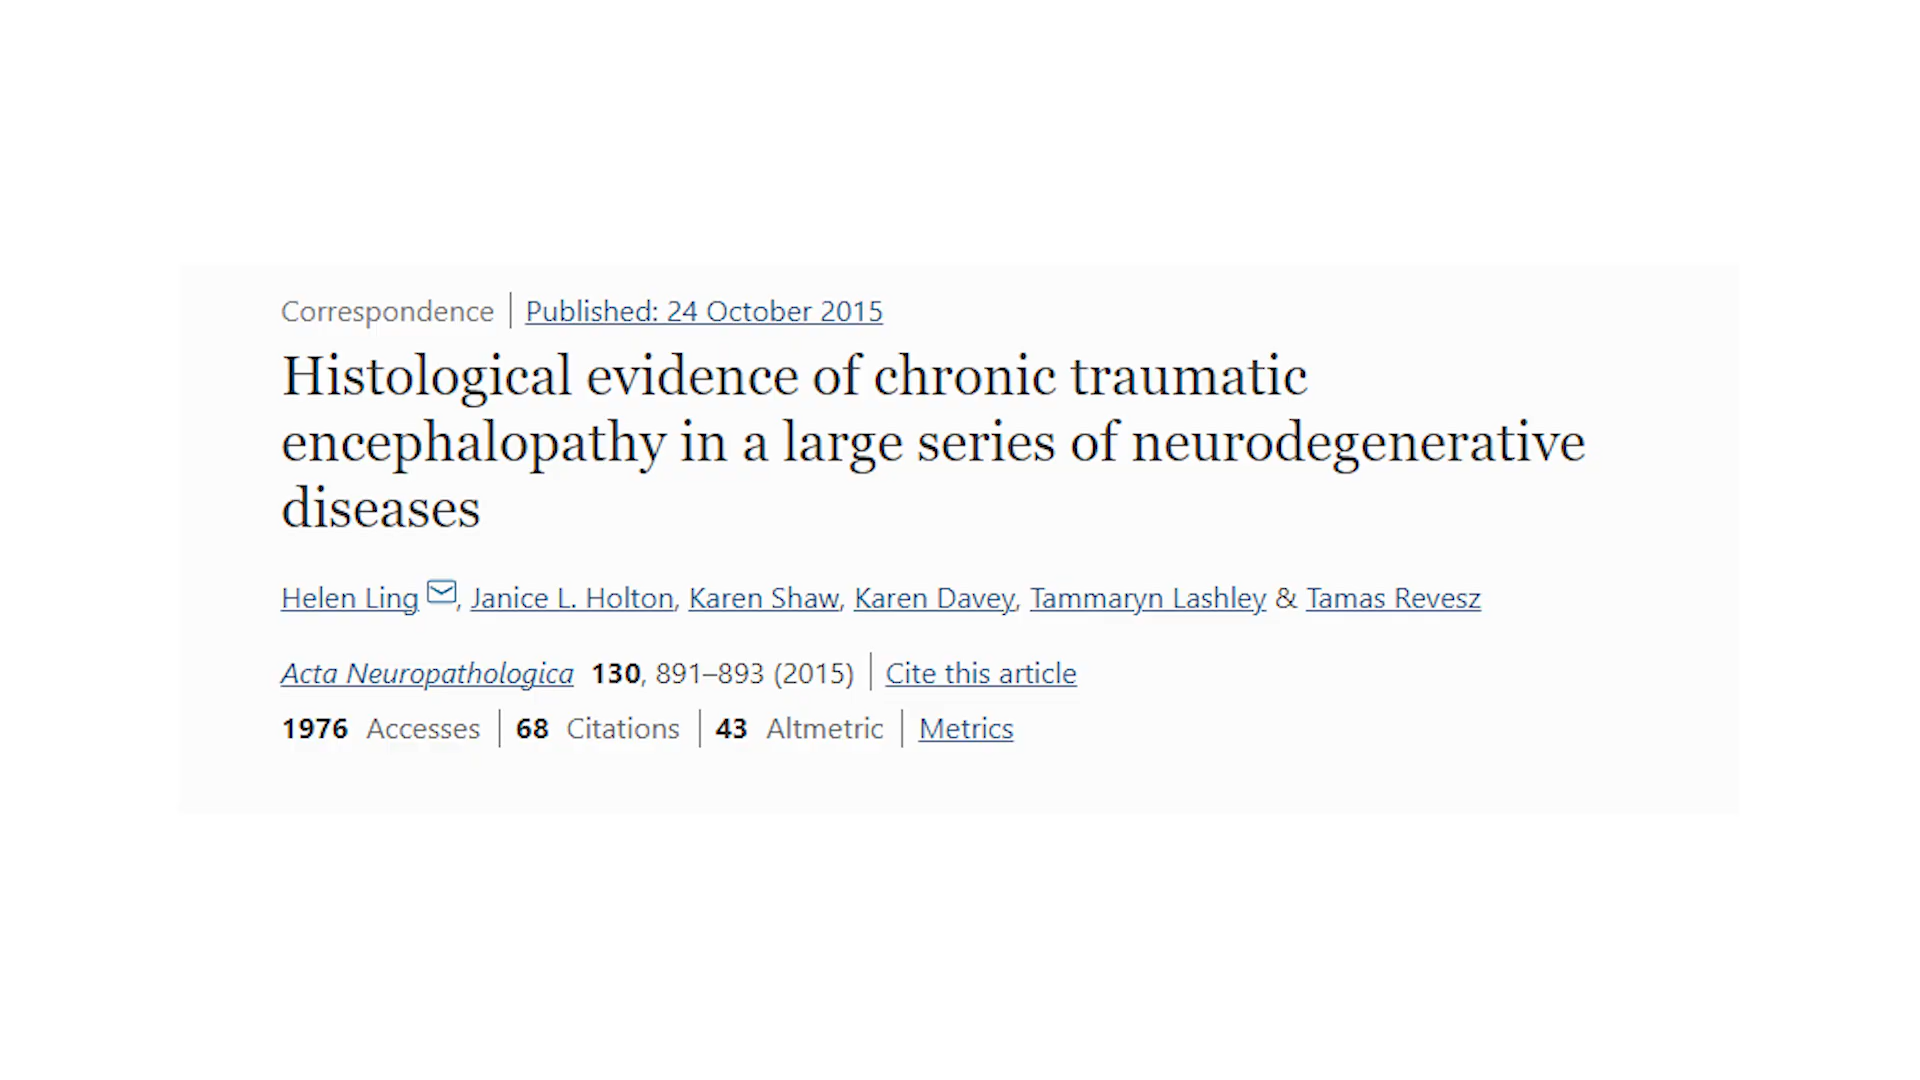 Correspondence | Published: 24 October 2015
Histological evidence of chronic traumatic
encephalopathy in a large series of neurodegenerative
diseases
Helen Ling, Janice L. Holton, Karen Shaw, Karen Davey, Tammaryn Lashley & Tamas Revesz
Acta Neuropathologica 130, 891–893 (2015) | Cite this article
1976 Accesses | 68 Citations | 43 Altmetric | Metrics